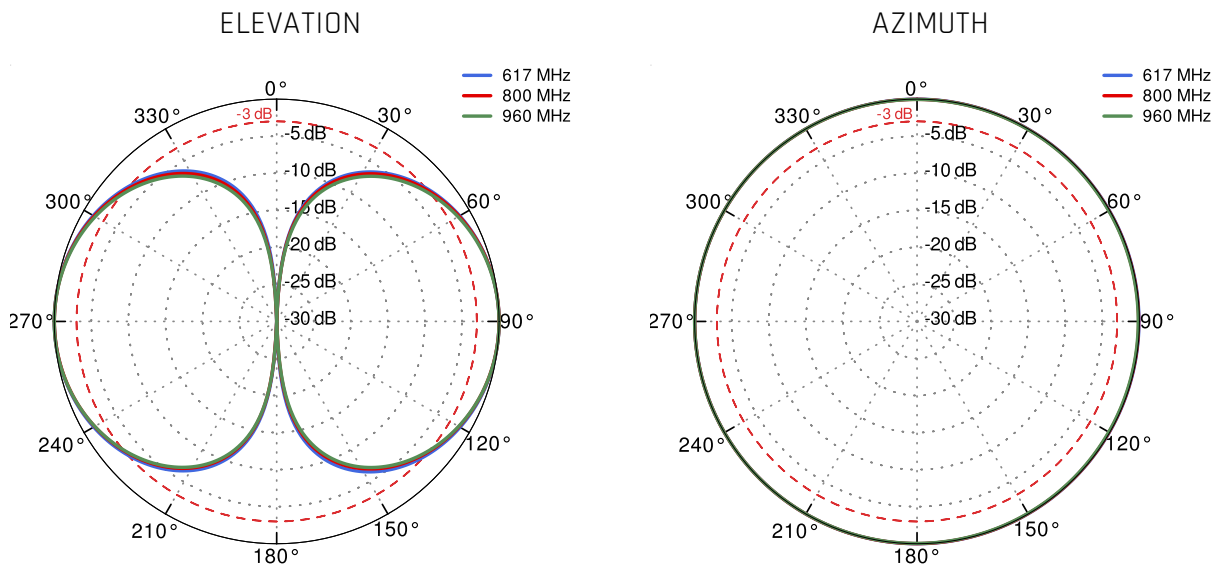 ELEVATION
617 MHz
800 MHz
960 MHz
0°
330°
-3 dB
30°
-5 dB
-10 dB
300°
-15 dB
60°
-20 dB
-25 dB
270°
-30 dB
90°
240°
120°
210°
150°
180°
AZIMUTH
617 MHz
800 MHz
960 MHz
0°
330°
-3 dB
30°
-5 dB
-10 dB
300°
-15 dB
60°
-20 dB
-25 dB
270°
-30 dB
90°
240°
120°
210°
150°
180°